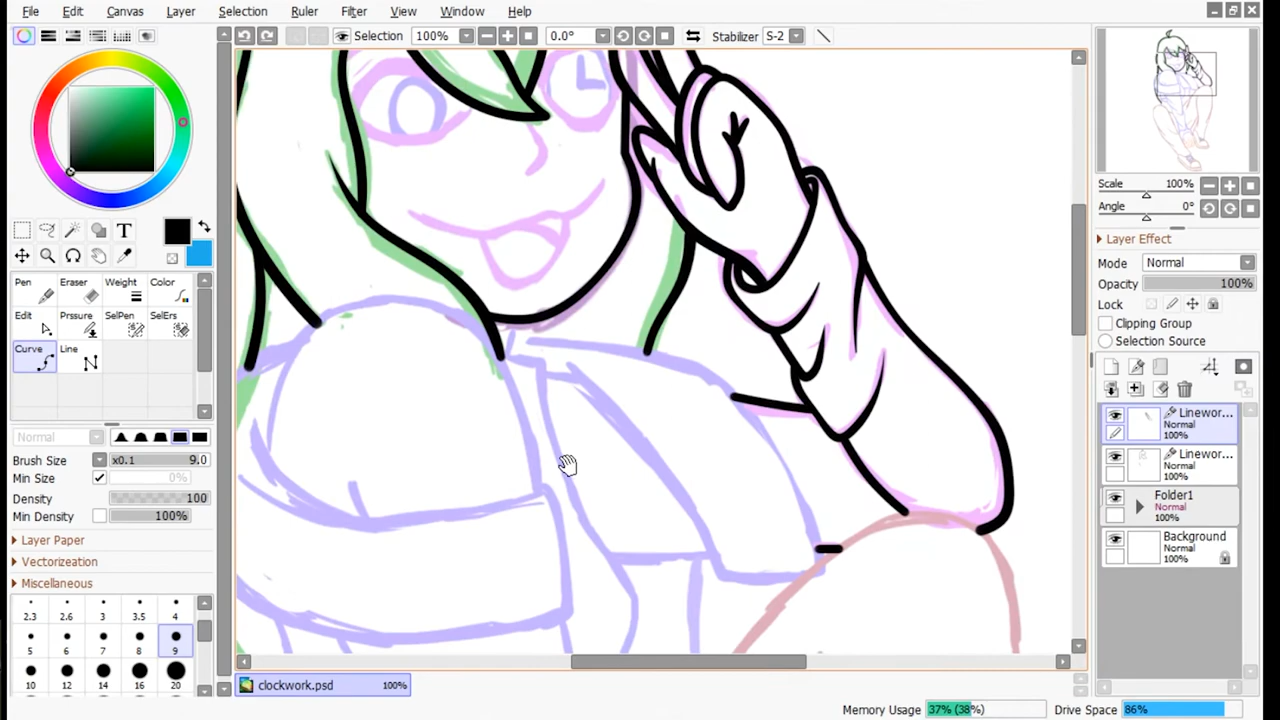 File Edit Canvas Layer Selection Ruler Filter View Window Help
Selection 100% 0.0° Stabilizer S-2
T
Pen Eraser Weight Color
Edit Prssure SelPen SelErs
Curve Line
Normal
Brush Size x0.1 9.0
Min Size 0%
Density 100
Min Density 100%
Layer Paper
Vectorization
Miscellaneous
2.3 2.6 3 3.5 4
5 6 7 8 9
10 12 14 16 20
clockwork.psd 100%
Scale 100%
Angle 0°
Layer Effect
Mode Normal
Opacity 100%
Lock
Clipping Group
Selection Source
Linewor...
Normal
100%
Linewor...
Normal
100%
Folder1
Normal
100%
Background
Normal
100%
Memory Usage 37% (38%) Drive Space 86%